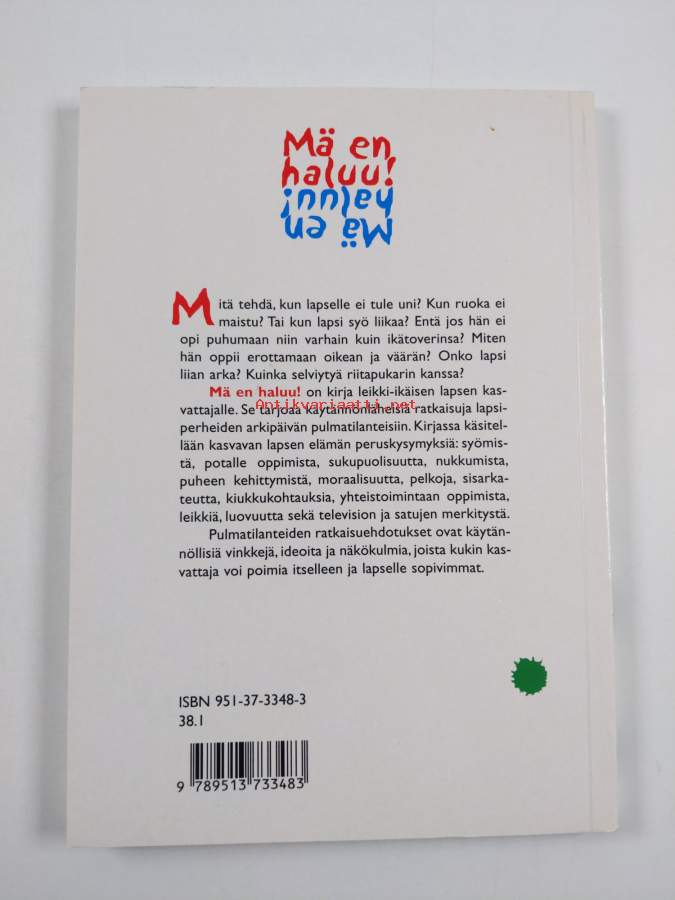 Mä en
haluu!
haluu!
Mä en
Mitä tehdä, kun lapselle ei tule uni? Kun ruoka ei
maistu? Tai kun lapsi syö liikaa? Entä jos hän ei
opi puhumaan niin varhain kuin ikätoverinsa? Miten
hän oppii erottamaan oikean ja väärän? Onko lapsi
liian arka? Kuinka selviytyä riitapukarin kanssa?
Mä en haluu! on kirja leikki-ikäisen lapsen kas-
vattajalle. Se tarjoaa käytännönläheisiä ratkaisuja lapsi-
Antikvariaatti.net
perheiden arkipäivän pulmatilanteisiin. Kirjassa käsitel-
lään kasvavan lapsen elämän peruskysymyksiä: syömis-
tä, potalle oppimista, sukupuolisuutta, nukkumista,
puheen kehittymistä, moraalisuutta, pelkoja, sisarka-
teutta, kiukkukohtauksia, yhteistoimintaan oppimista,
leikkiä, luovuutta sekä television ja satujen merkitystä.
Pulmatilanteiden ratkaisuehdotukset ovat käytän-
nöllisiä vinkkejä, ideoita ja näkökulmia, joista kukin kas-
vattaja voi poimia itselleen ja lapselle sopivimmat.
ISBN 951-37-3348-3
38.1
9 789513 733483